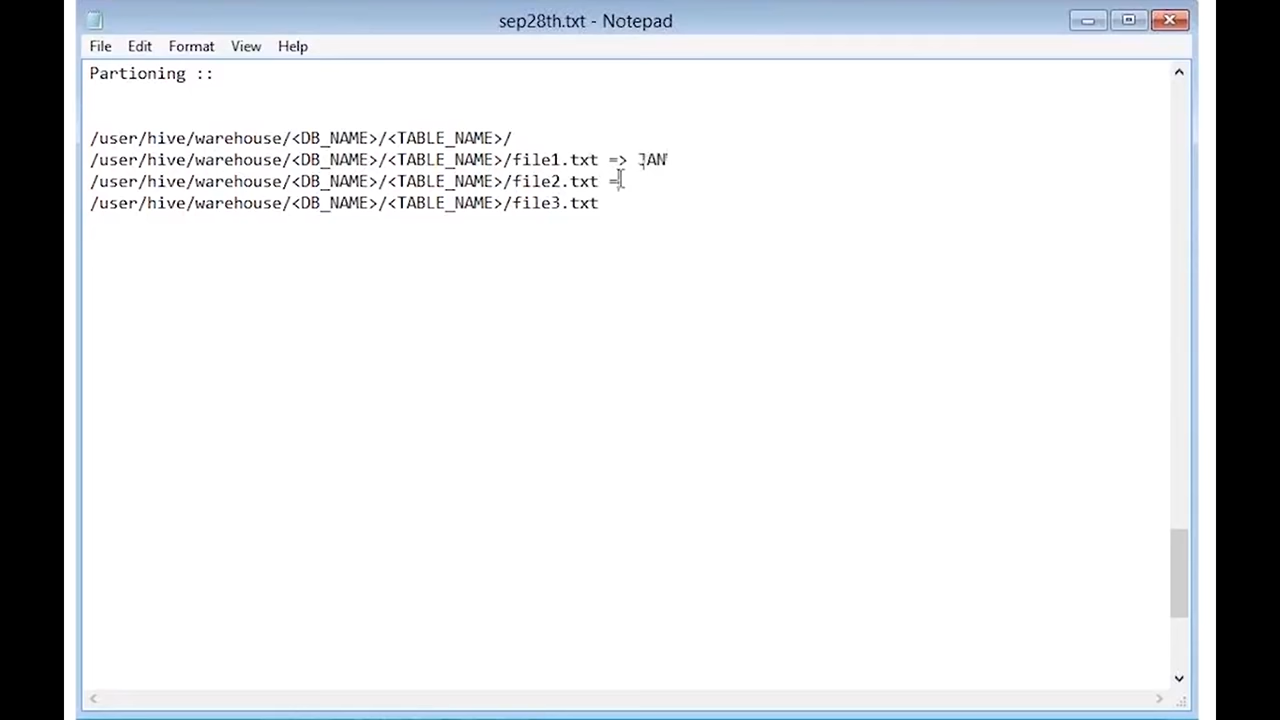 sep28th.txt - Notepad
File Edit Format View Help
Partioning ::
/user/hive/warehouse/<DB_NAME>/<TABLE_NAME>/
/user/hive/warehouse/<DB_NAME>/<TABLE_NAME>/file1.txt => JAN
/user/hive/warehouse/<DB_NAME>/<TABLE_NAME>/file2.txt =
/user/hive/warehouse/<DB_NAME>/<TABLE_NAME>/file3.txt